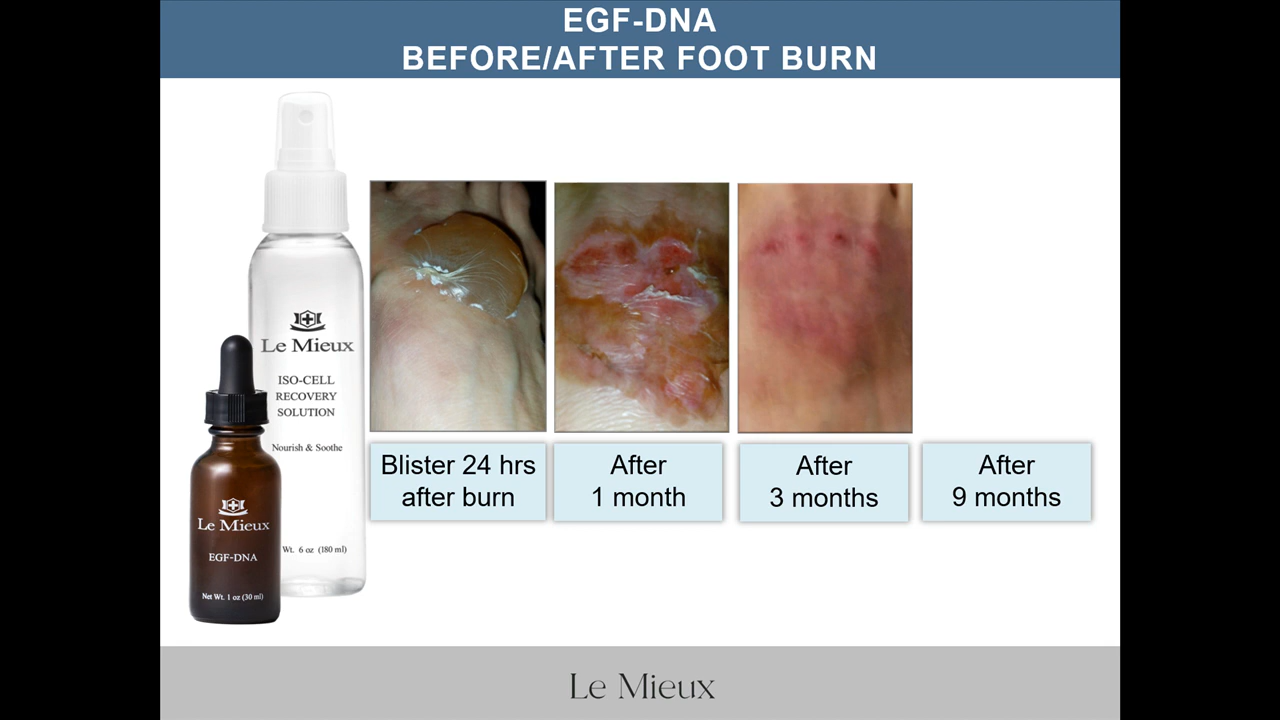 EGF-DNA
BEFORE/AFTER FOOT BURN
Le Mieux
ISO-CELL
RECOVERY
SOLUTION
Nourish & Soothe
Wt. 6 oz (180 ml)
Le Mieux
EGF-DNA
Net Wt. 1 oz (30 ml)
Blister 24 hrs
after burn
After
1 month
After
3 months
After
9 months
Le Mieux